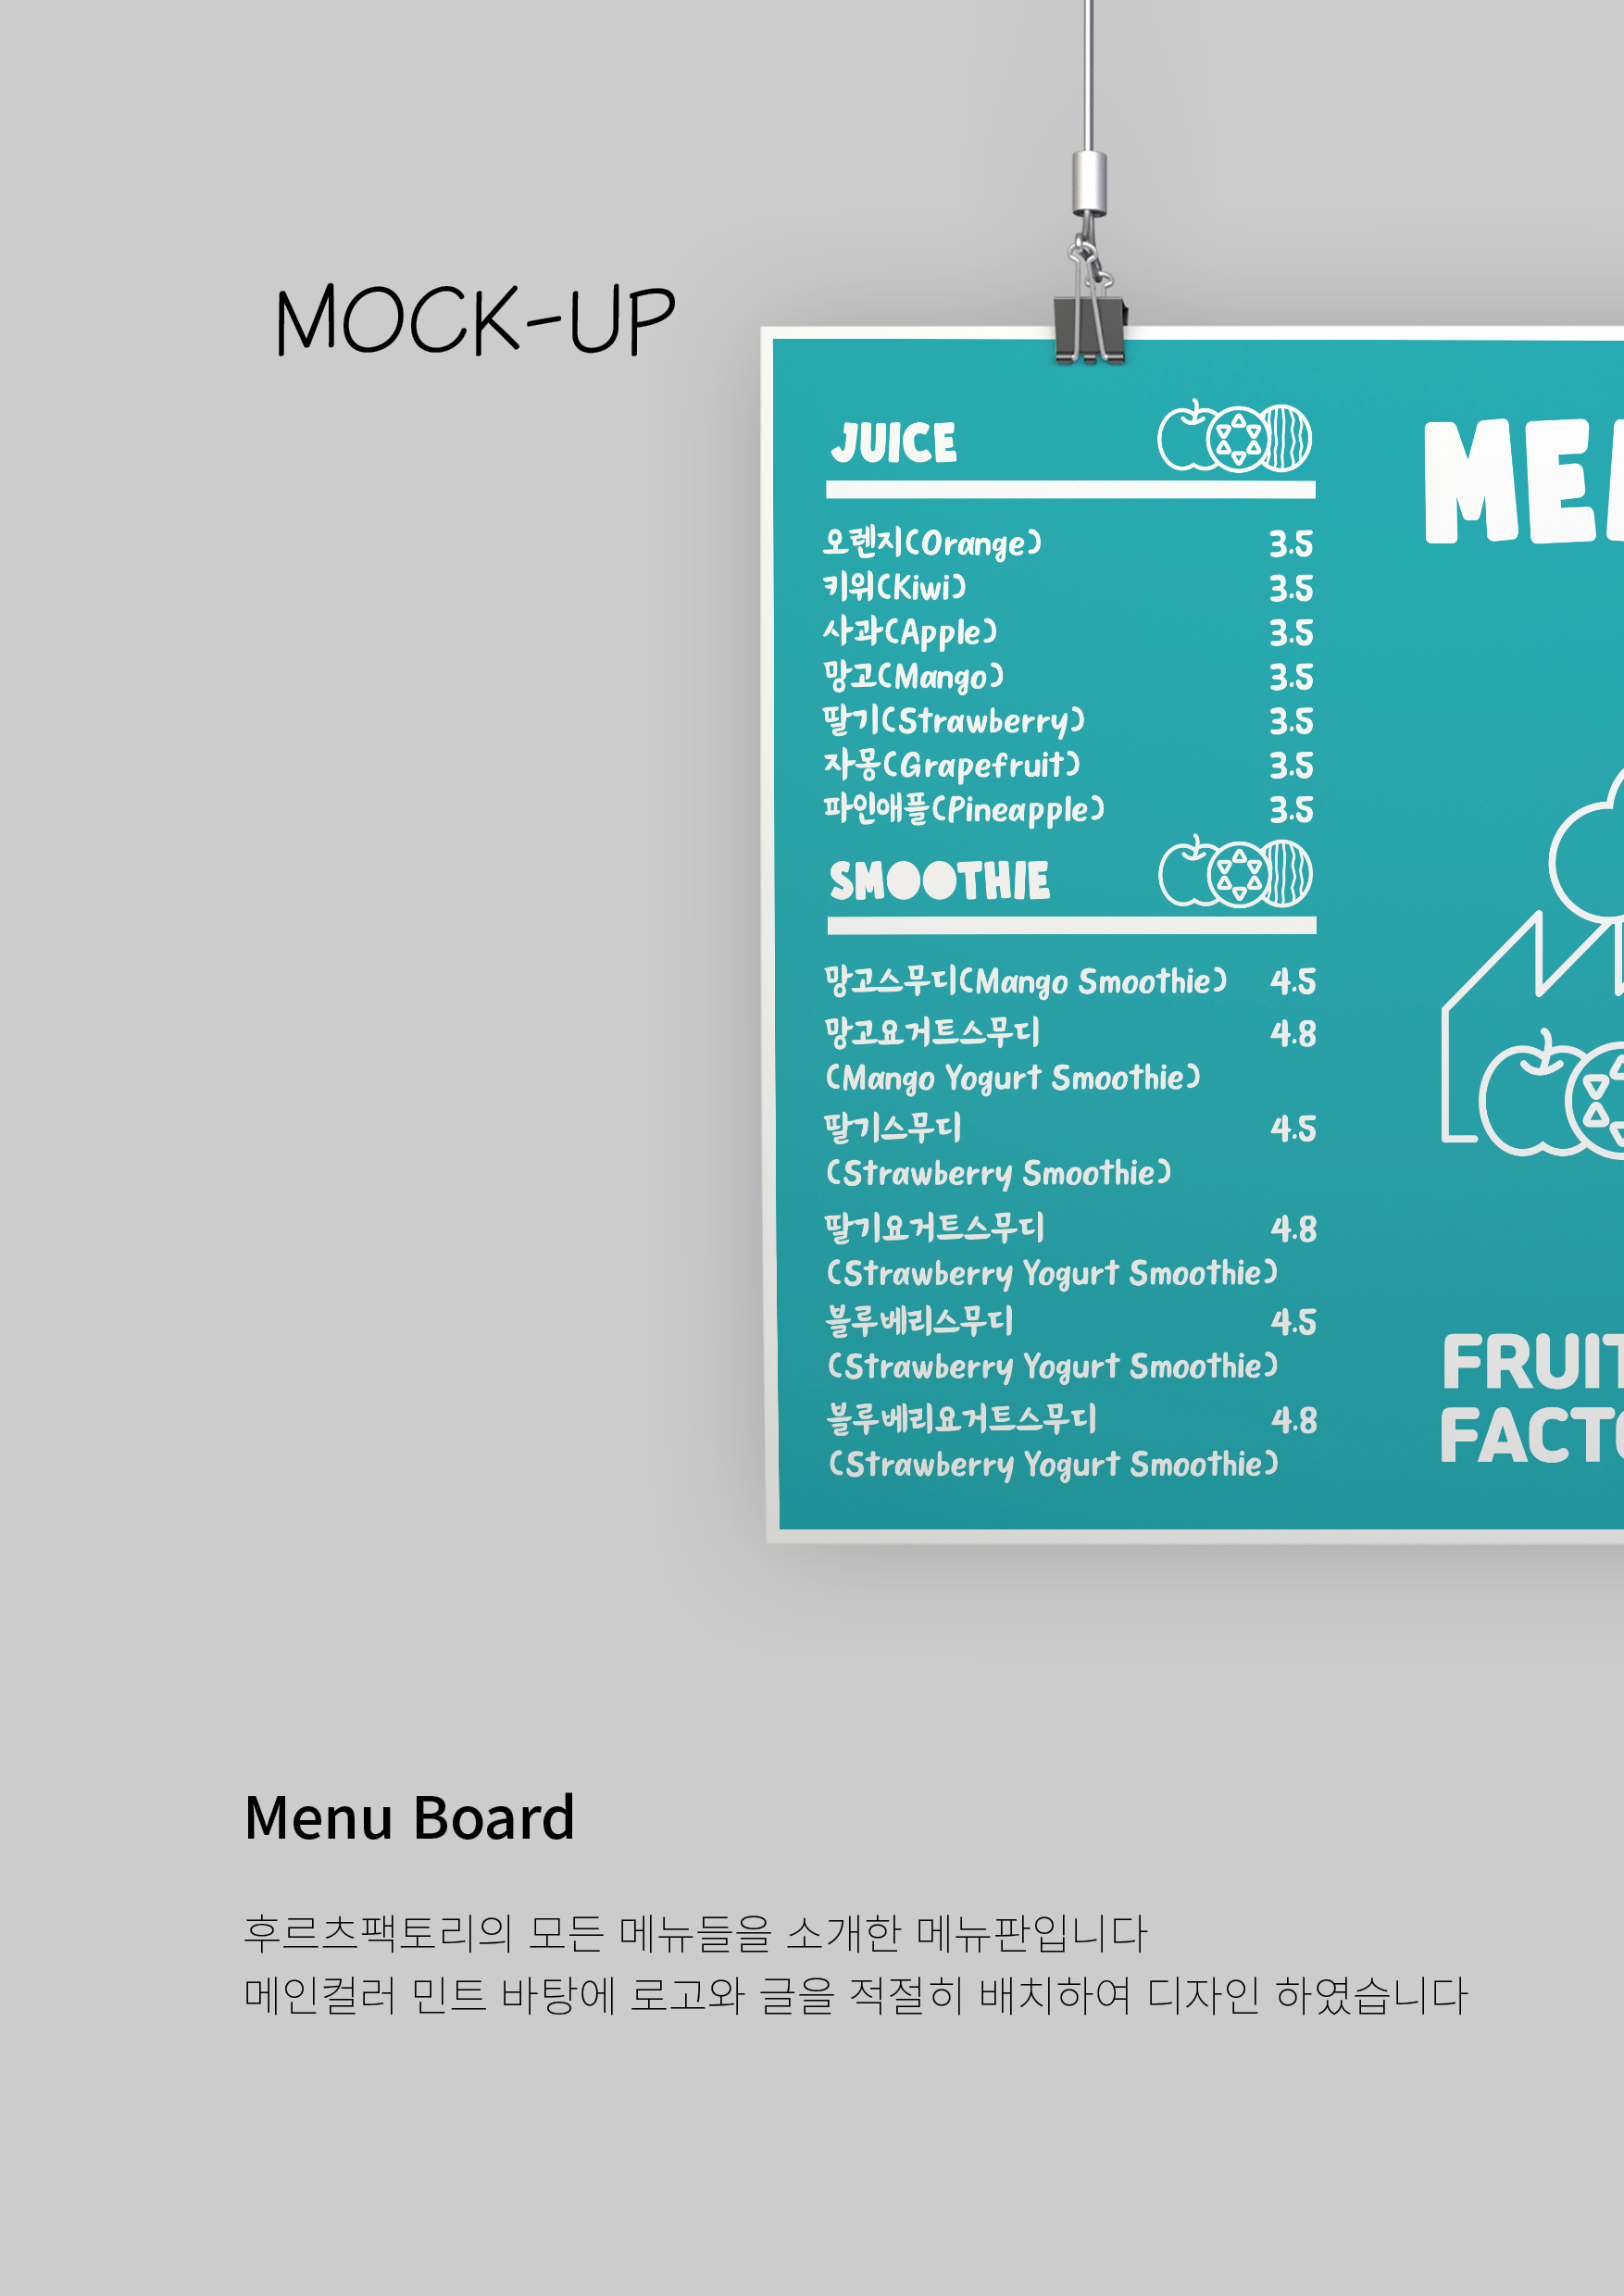 MOCK-UP
JUICE
오렌지(Orange) 3.5
키위(Kiwi) 3.5
사과(Apple) 3.5
망고(Mango) 3.5
딸기(Strawberry) 3.5
자몽(Grapefruit) 3.5
파인애플(Pineapple) 3.5
SMOOTHIE
망고스무디(Mango Smoothie) 4.5
망고요거트스무디 4.8
(Mango Yogurt Smoothie)
딸기스무디 4.5
(Strawberry Smoothie)
딸기요거트스무디 4.8
(Strawberry Yogurt Smoothie)
블루베리스무디 4.5
(Strawberry Yogurt Smoothie)
블루베리요거트스무디 4.8
(Strawberry Yogurt Smoothie)
ME
FRUIT
FACTO
Menu Board
후르츠팩토리의 모든 메뉴들을 소개한 메뉴판입니다
메인컬러 민트 바탕에 로고와 글을 적절히 배치하여 디자인 하였습니다